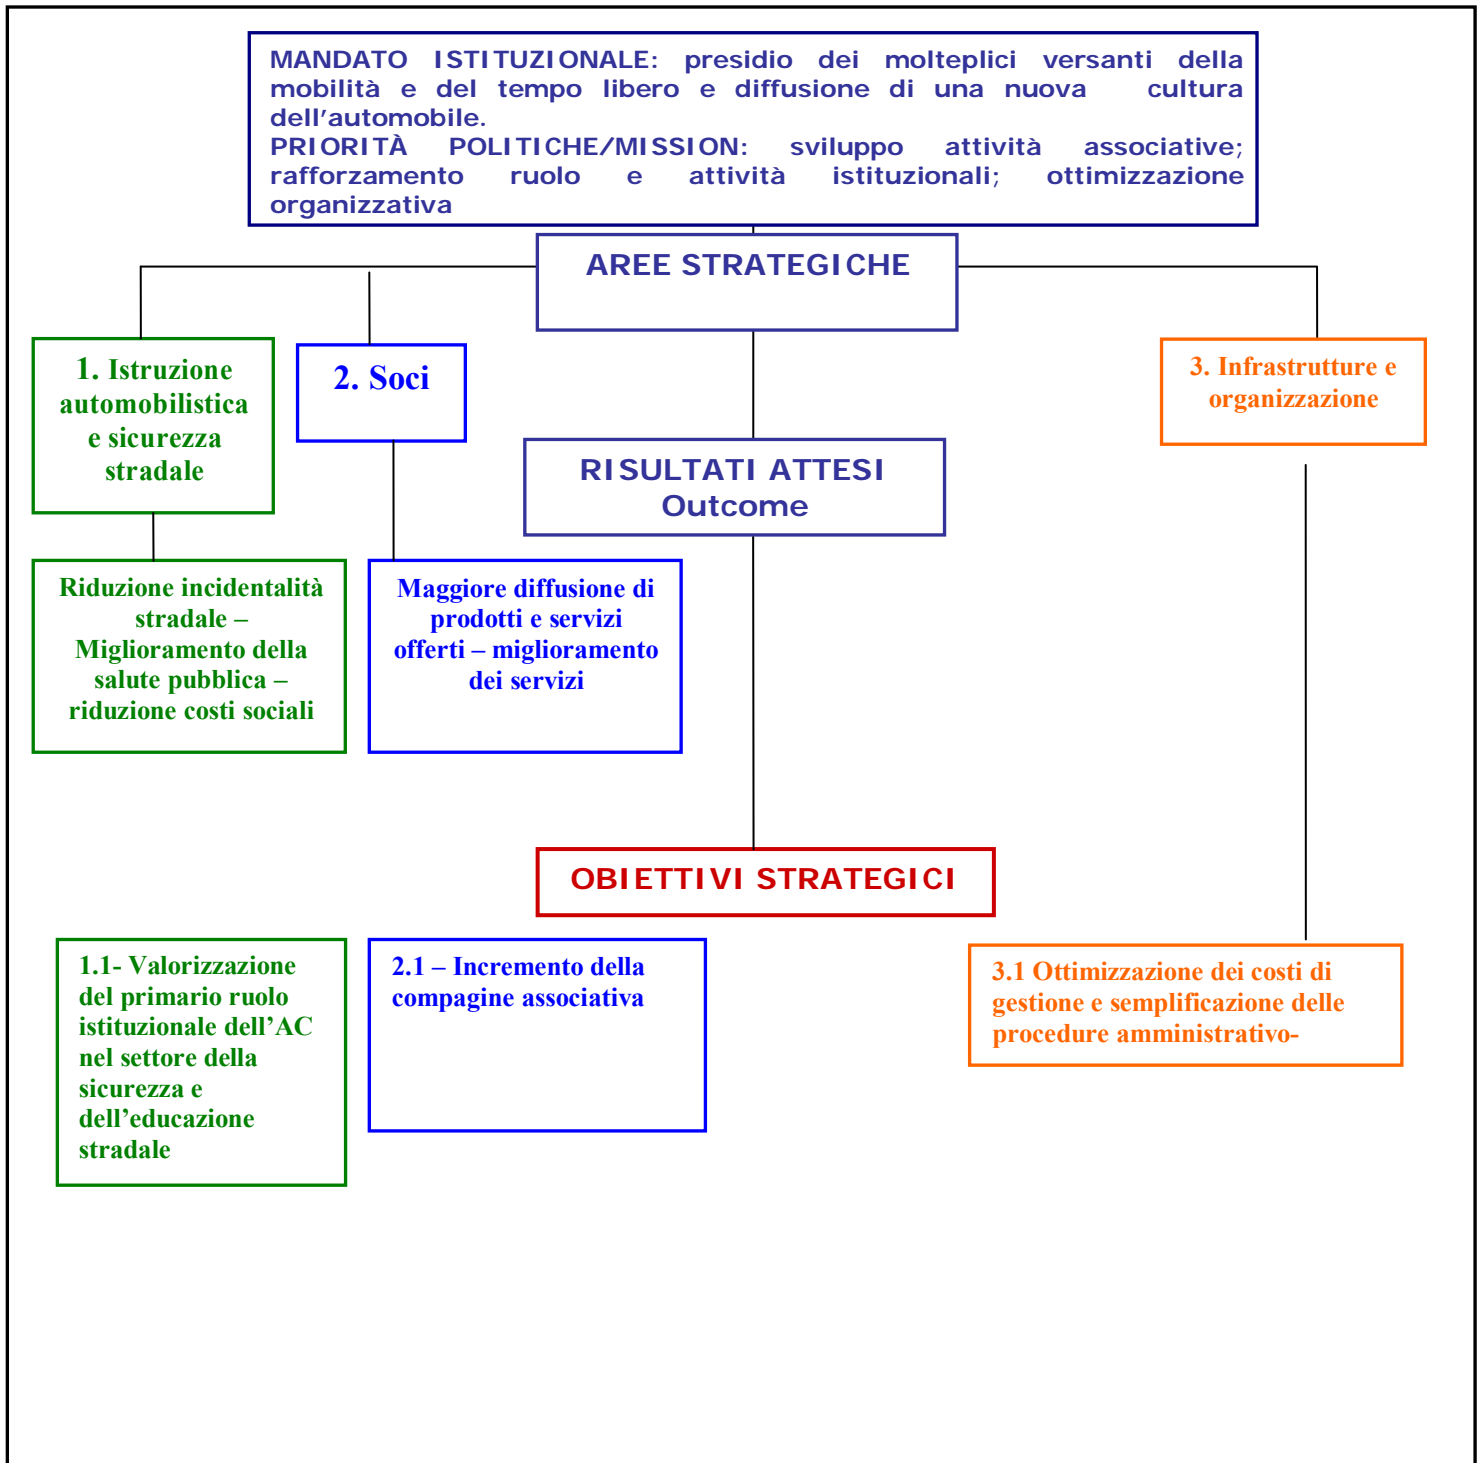 MANDATO ISTITUZIONALE: presidio dei molteplici versanti della
mobilità e del tempo libero e diffusione di una nuova cultura
dell'automobile.
PRIORITÀ POLITICHE/MISSION: sviluppo attività associative;
rafforzamento ruolo e attività istituzionali; ottimizzazione
organizzativa
AREE STRATEGICHE
1. Istruzione
automobilistica
e sicurezza
stradale
2. Soci
3. Infrastrutture e
organizzazione
RISULTATI ATTESI
Outcome
Riduzione incidentalità
stradale –
Miglioramento della
salute pubblica –
riduzione costi sociali
Maggiore diffusione di
prodotti e servizi
offerti – miglioramento
dei servizi
OBIETTIVI STRATEGICI
1.1- Valorizzazione
del primario ruolo
istituzionale dell’AC
nel settore della
sicurezza e
dell’educazione
stradale
2.1 – Incremento della
compagine associativa
3.1 Ottimizzazione dei costi di
gestione e semplificazione delle
procedure amministrativo-